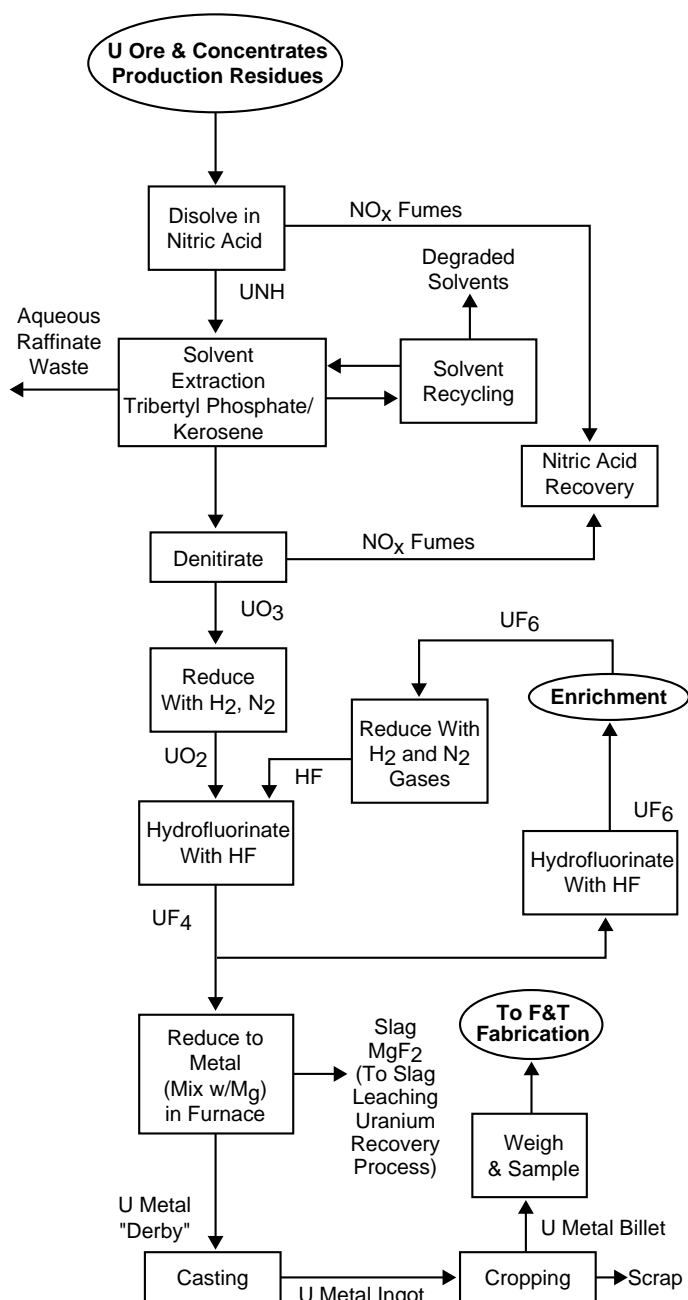 U Ore & Concentrates
Production Residues
Disolve in
Nitric Acid
NOx Fumes
UNH
Degraded
Solvents
Aqueous
Raffinate
Waste
Solvent
Extraction
Tribertyl Phosphate/
Kerosene
Solvent
Recycling
Nitric Acid
Recovery
Denitirate
NOx Fumes
UO3
UF6
Reduce
With H2, N2
Enrichment
Reduce With
H2 and N2
Gases
UO2
HF
UF6
Hydrofluorinate
With HF
Hydrofluorinate
With HF
UF4
To F&T
Fabrication
Reduce to
Metal
(Mix w/Mg)
in Furnace
Slag
MgF2
(To Slag
Leaching
Uranium
Recovery
Process)
Weigh
& Sample
U Metal
"Derby"
U Metal Billet
Casting
U Metal Ingot
Cropping
Scrap